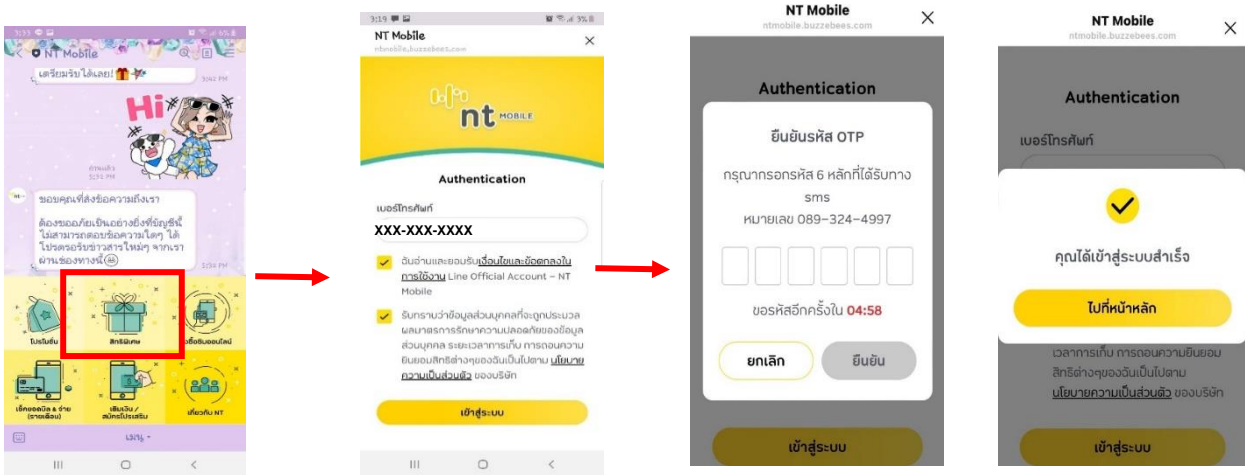 3:33
5%
NT Mobile
เตรียมรับได้เลย!
5:42 PM
Hi
อ่านแล้ว
5:51 PM
ขอบคุณที่ส่งข้อความถึงเรา
ต้องขออภัยเป็นอย่างยิ่งที่บัญชีนี้
ไม่สามารถตอบข้อความใดๆ ได้
โปรดรอรับข่าวสารใหม่ๆ จากเรา
ผ่านช่องทางนี้
5:51 PM
โปรโมชั่น
สิทธิพิเศษ
สั่งซื้อซิมออนไลน์
เช็กยอดบิล & จ่าย
(รายเดือน)
เติมเงิน /
สมัครโปรเสริม
เกี่ยวกับ NT
เมนู
3:19
3%
NT Mobile
ntmobile.buzzebees.com
nt MOBILE
Authentication
เบอร์โทรศัพท์
XXX-XXX-XXXX
ฉันอ่านและยอมรับเงื่อนไขและข้อตกลงใน
การใช้งาน Line Official Account – NT
Mobile
รับทราบว่าข้อมูลส่วนบุคคลที่จะถูกประมวล
ผลมาตรการรักษาความปลอดภัยของข้อมูล
ส่วนบุคคล ระยะเวลาการเก็บ การถอนความ
ยินยอมสิทธิต่างๆของฉันเป็นไปตาม นโยบาย
ความเป็นส่วนตัว ของบริษัท
เข้าสู่ระบบ
NT Mobile
ntmobile.buzzebees.com
Authentication
ยืนยันรหัส OTP
กรุณากรอกรหัส 6 หลักที่ได้รับทาง
sms
หมายเลข 089-324-4997
ขอรหัสอีกครั้งใน 04:58
ยกเลิก
ยืนยัน
เข้าสู่ระบบ
NT Mobile
ntmobile.buzzebees.com
Authentication
เบอร์โทรศัพท์
คุณได้เข้าสู่ระบบสำเร็จ
ไปที่หน้าหลัก
เวลาการเก็บ การถอนความยินยอม
สิทธิต่างๆของฉันเป็นไปตาม
นโยบายความเป็นส่วนตัว ของบริษัท
เข้าสู่ระบบ